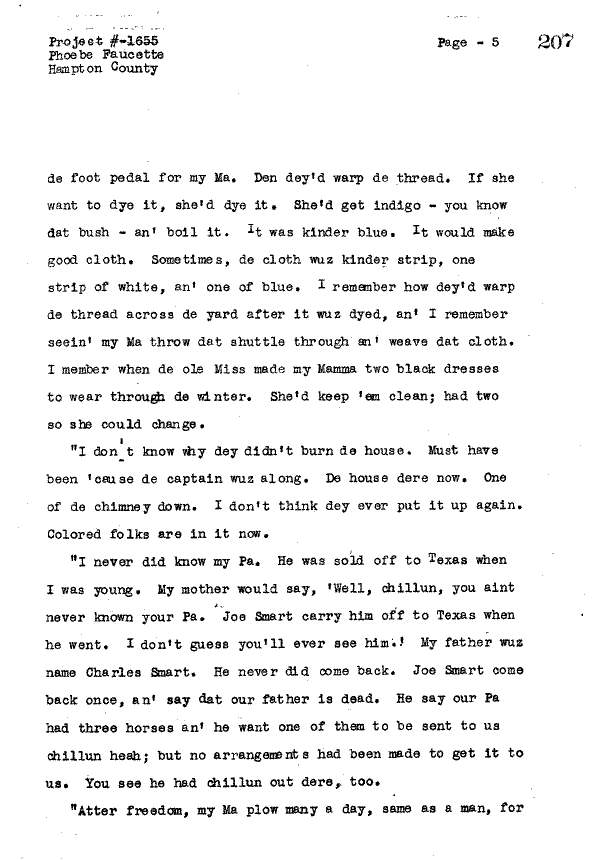 Project #-1655 Page - 5 207
Phoebe Faucette
Hampton County
de foot pedal for my Ma. Den dey'd warp de thread. If she
want to dye it, she'd dye it. She'd get indigo - you know
dat bush - an' boil it. It was kinder blue. It would make
good cloth. Sometimes, de cloth wuz kinder strip, one
strip of white, an' one of blue. I remember how dey'd warp
de thread across de yard after it wuz dyed, an' I remember
seein' my Ma throw dat shuttle through an' weave dat cloth.
I member when de ole Miss made my Mamma two black dresses
to wear through de winter. She'd keep 'em clean; had two
so she could change.
"I don't know why dey didn't burn de house. Must have
been 'cause de captain wuz along. De house dere now. One
of de chimney down. I don't think dey ever put it up again.
Colored folks are in it now.
"I never did know my Pa. He was sold off to Texas when
I was young. My mother would say, 'Well, chillun, you aint
never known your Pa. Joe Smart carry him off to Texas when
he went. I don't guess you'll ever see him.' My father wuz
name Charles Smart. He never did come back. Joe Smart come
back once, an' say dat our father is dead. He say our Pa
had three horses an' he want one of them to be sent to us
chillun heah; but no arrangements had been made to get it to
us. You see he had chillun out dere, too.
"Atter freedom, my Ma plow many a day, same as a man, for